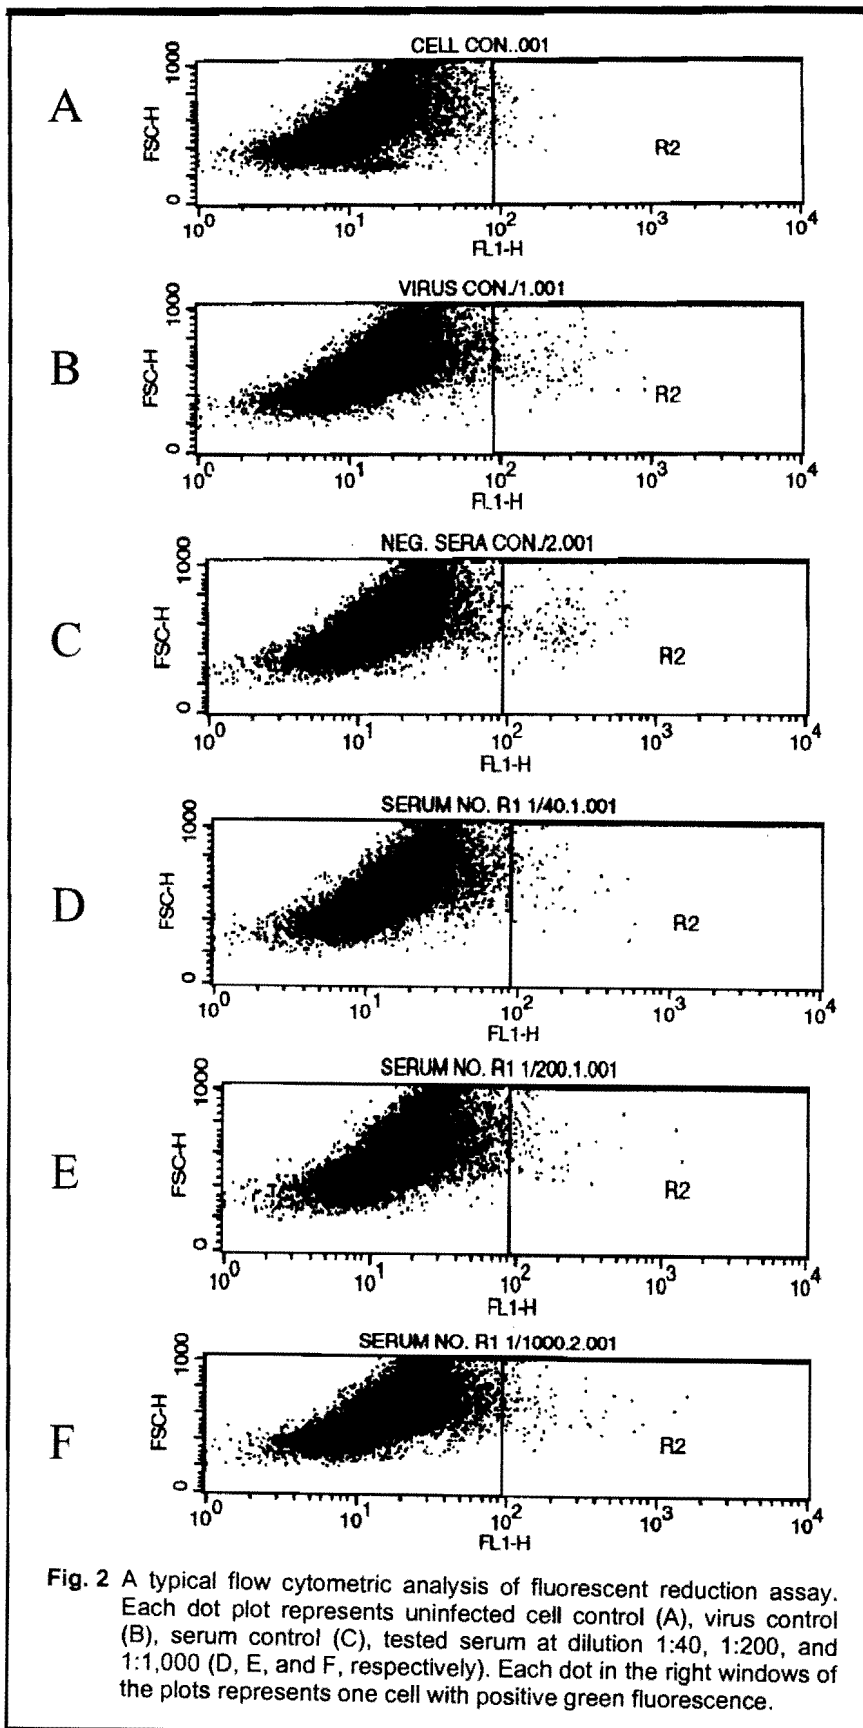 CELL CON..001
A
1000
FSC-H
0
R2
10^0 10^1 10^2 10^3 10^4
FL1-H
VIRUS CON./1.001
B
1000
FSC-H
0
R2
10^0 10^1 10^2 10^3 10^4
FL1-H
NEG. SERA CON./2.001
C
1000
FSC-H
0
R2
10^0 10^1 10^2 10^3 10^4
FL1-H
SERUM NO. R1 1/40.1.001
D
1000
FSC-H
0
R2
10^0 10^1 10^2 10^3 10^4
FL1-H
SERUM NO. R1 1/200.1.001
E
1000
FSC-H
0
R2
10^0 10^1 10^2 10^3 10^4
FL1-H
SERUM NO. R1 1/1000.2.001
F
1000
FSC-H
0
R2
10^0 10^1 10^2 10^3 10^4
FL1-H
Fig. 2 A typical flow cytometric analysis of fluorescent reduction assay.
Each dot plot represents uninfected cell control (A), virus control
(B), serum control (C), tested serum at dilution 1:40, 1:200, and
1:1,000 (D, E, and F, respectively). Each dot in the right windows of
the plots represents one cell with positive green fluorescence.